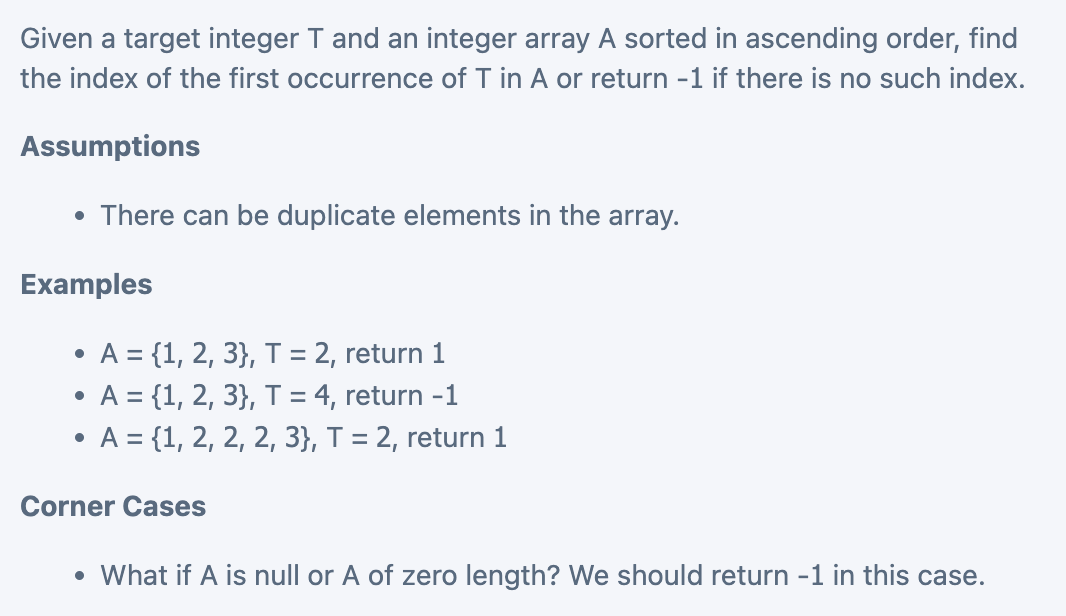 Given a target integer T and an integer array A sorted in ascending order, find
the index of the first occurrence of T in A or return -1 if there is no such index.
Assumptions
• There can be duplicate elements in the array.
Examples
• A = {1, 2, 3}, T = 2, return 1
• A = {1, 2, 3}, T = 4, return -1
• A = {1, 2, 2, 2, 3}, T = 2, return 1
Corner Cases
• What if A is null or A of zero length? We should return -1 in this case.